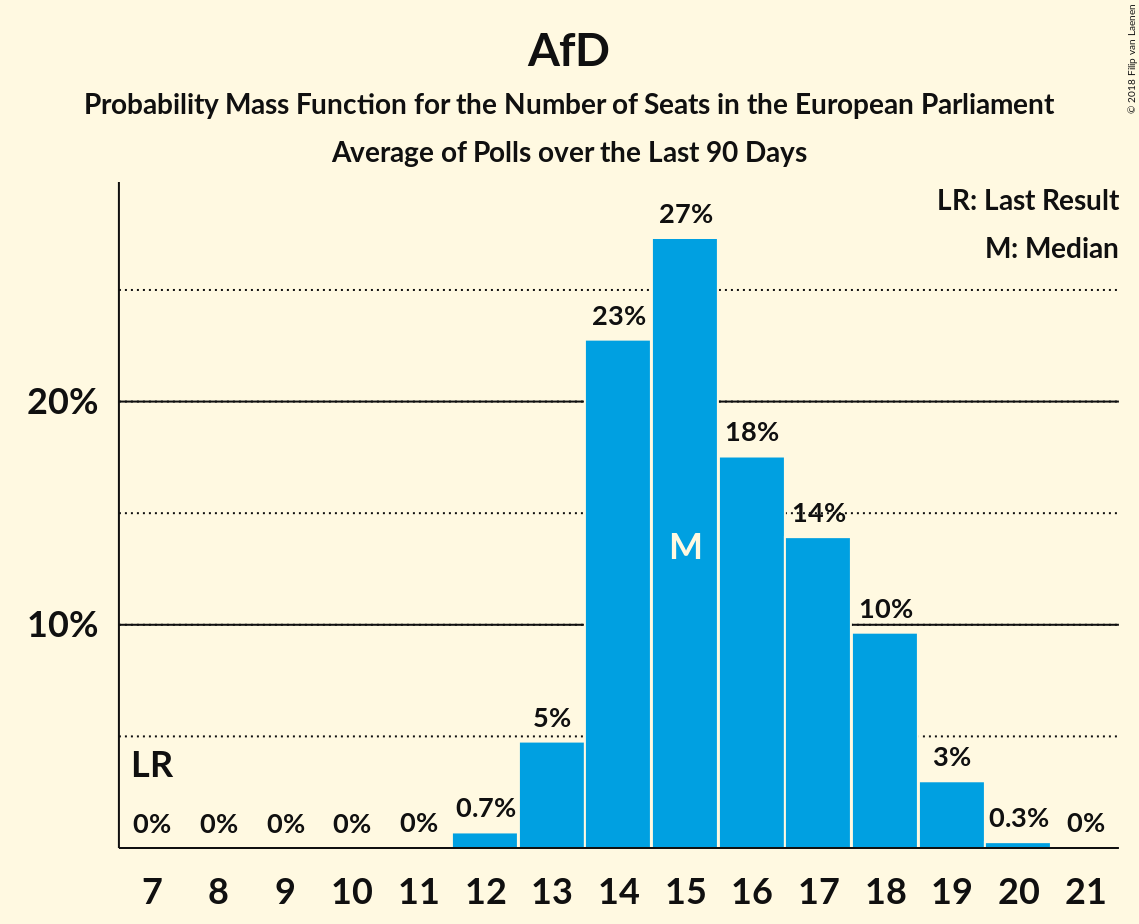 AfD
Probability Mass Function for the Number of Seats in the European Parliament
Average of Polls over the Last 90 Days
© 2018 Filip van Laenen
LR: Last Result
M: Median
27%
23%
20%
18%
14%
M
10%
10%
5%
LR
3%
0% 0% 0% 0% 0% 0.7% 0.3% 0%
7 8 9 10 11 12 13 14 15 16 17 18 19 20 21